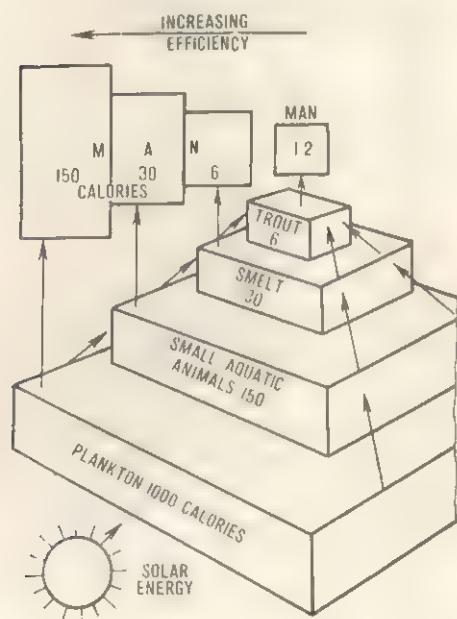 INCREASING
EFFICIENCY
MAN
12
M A N
150 30 6
CALORIES
TROUT
6
SMELT
30
SMALL AQUATIC
ANIMALS 150
PLANKTON 1000 CALORIES
SOLAR
ENERGY